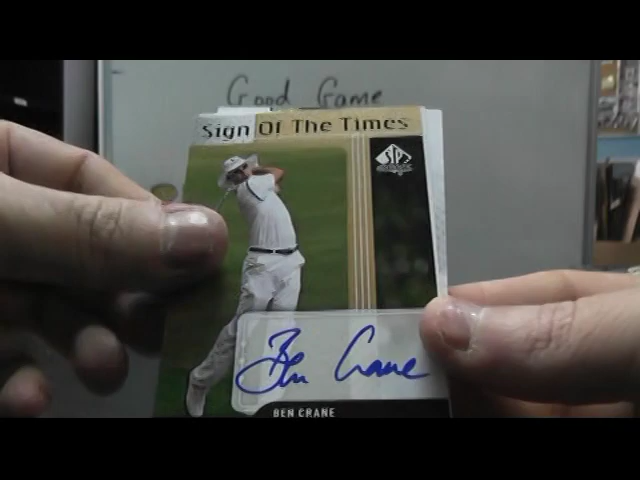 Good Game
Sign Of The Times
SP
Ben Crane
BEN CRANE